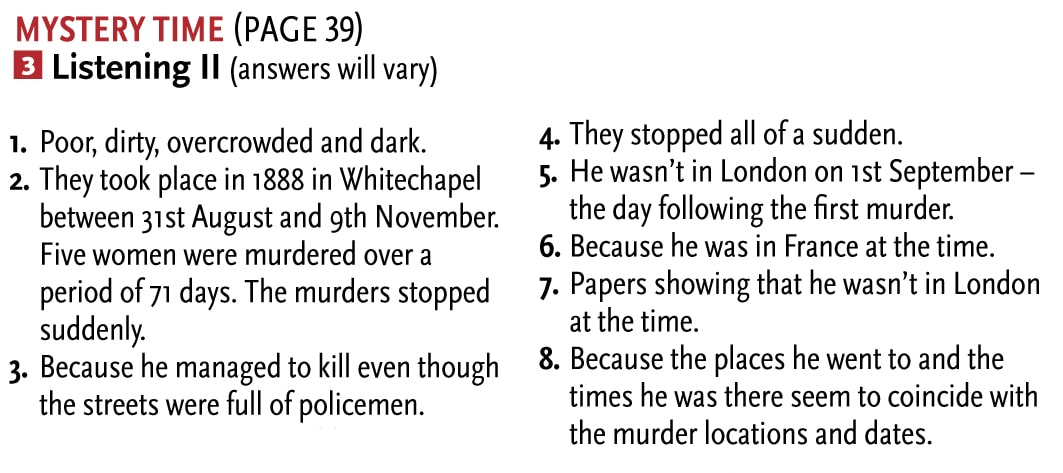 MYSTERY TIME (PAGE 39)
3 Listening II (answers will vary)
1. Poor, dirty, overcrowded and dark.
2. They took place in 1888 in Whitechapel
between 31st August and 9th November.
Five women were murdered over a
period of 71 days. The murders stopped
suddenly.
3. Because he managed to kill even though
the streets were full of policemen.
4. They stopped all of a sudden.
5. He wasn’t in London on 1st September –
the day following the first murder.
6. Because he was in France at the time.
7. Papers showing that he wasn’t in London
at the time.
8. Because the places he went to and the
times he was there seem to coincide with
the murder locations and dates.